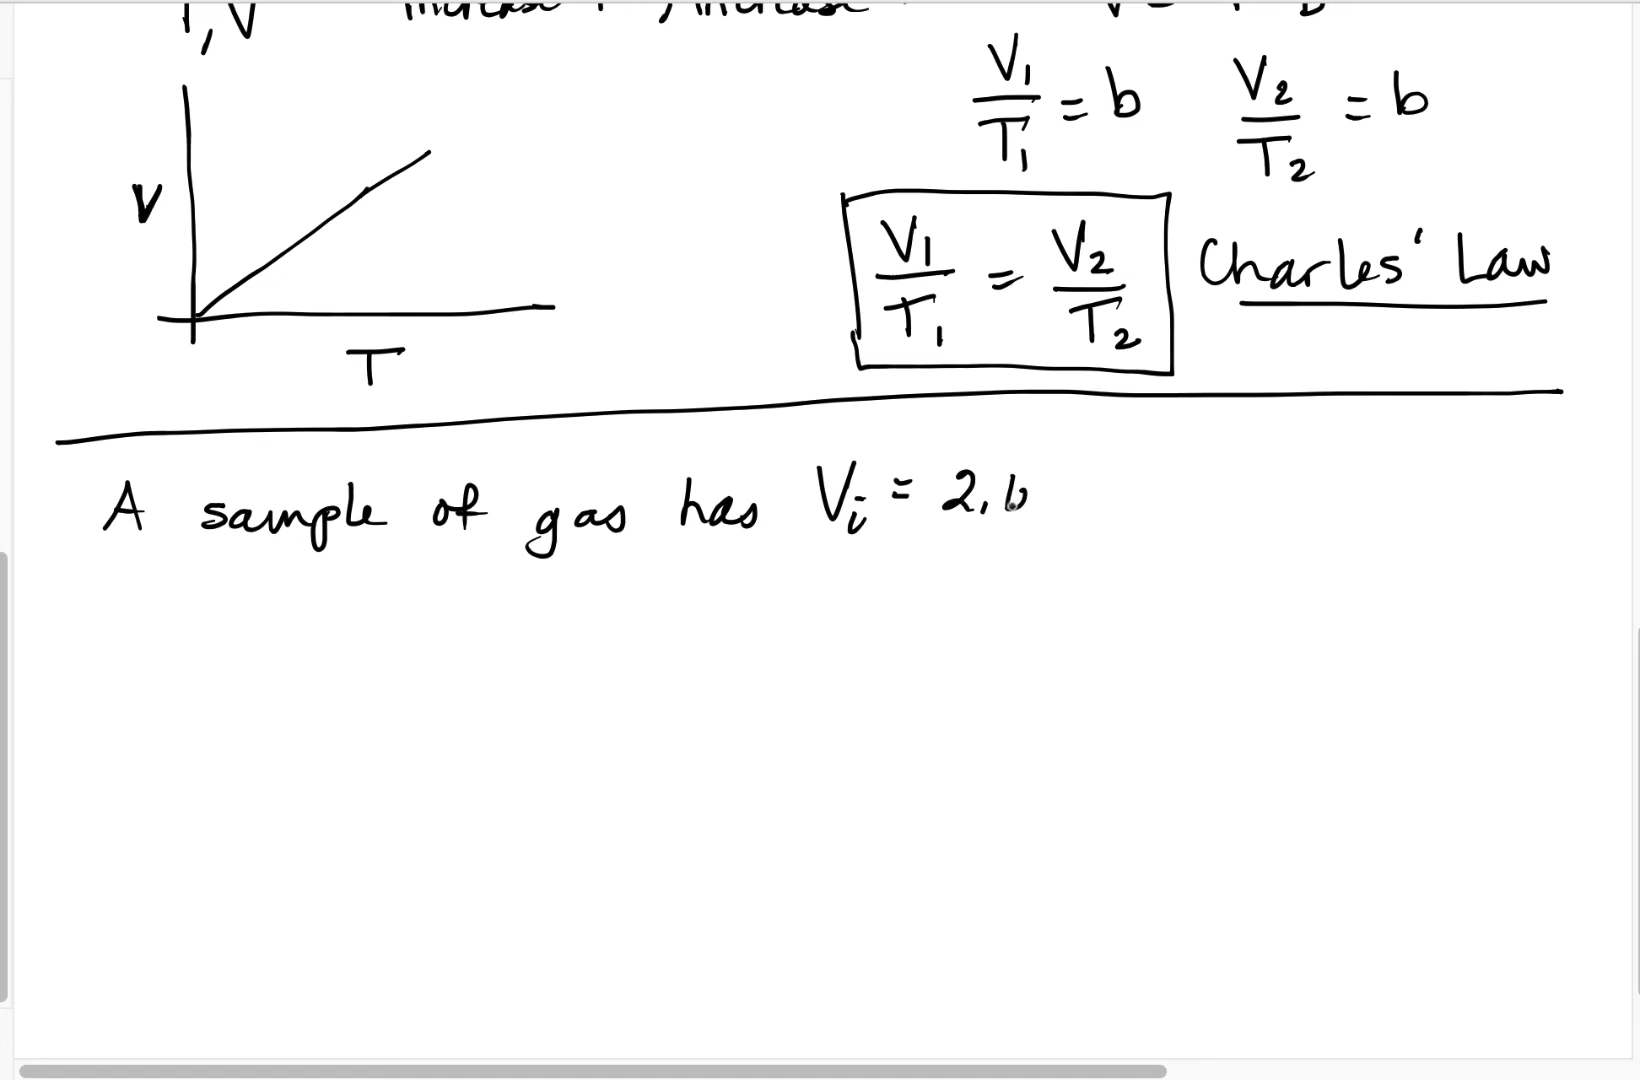 V₁/T₁ = b V₂/T₂ = b
V
V₁/T₁ = V₂/T₂ Charles' Law
T
A sample of gas has Vᵢ = 2.6